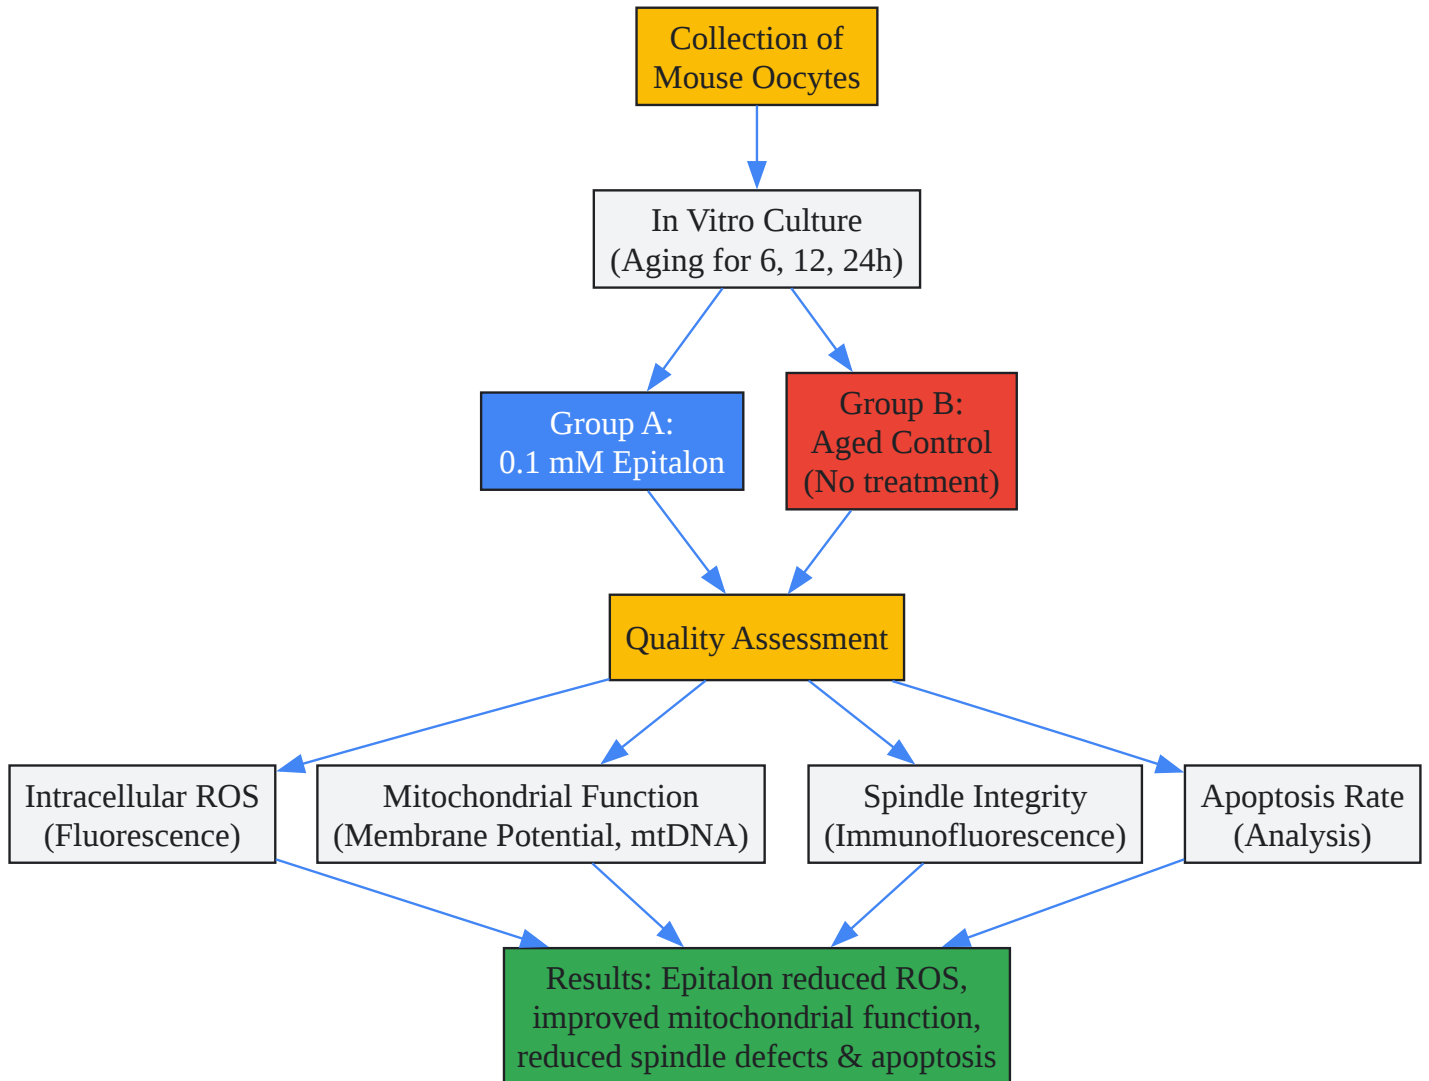 Collection of
Mouse Oocytes
In Vitro Culture
(Aging for 6, 12, 24h)
Group A:
0.1 mM Epitalon
Group B:
Aged Control
(No treatment)
Quality Assessment
Intracellular ROS
(Fluorescence)
Mitochondrial Function
(Membrane Potential, mtDNA)
Spindle Integrity
(Immunofluorescence)
Apoptosis Rate
(Analysis)
Results: Epitalon reduced ROS,
improved mitochondrial function,
reduced spindle defects & apoptosis